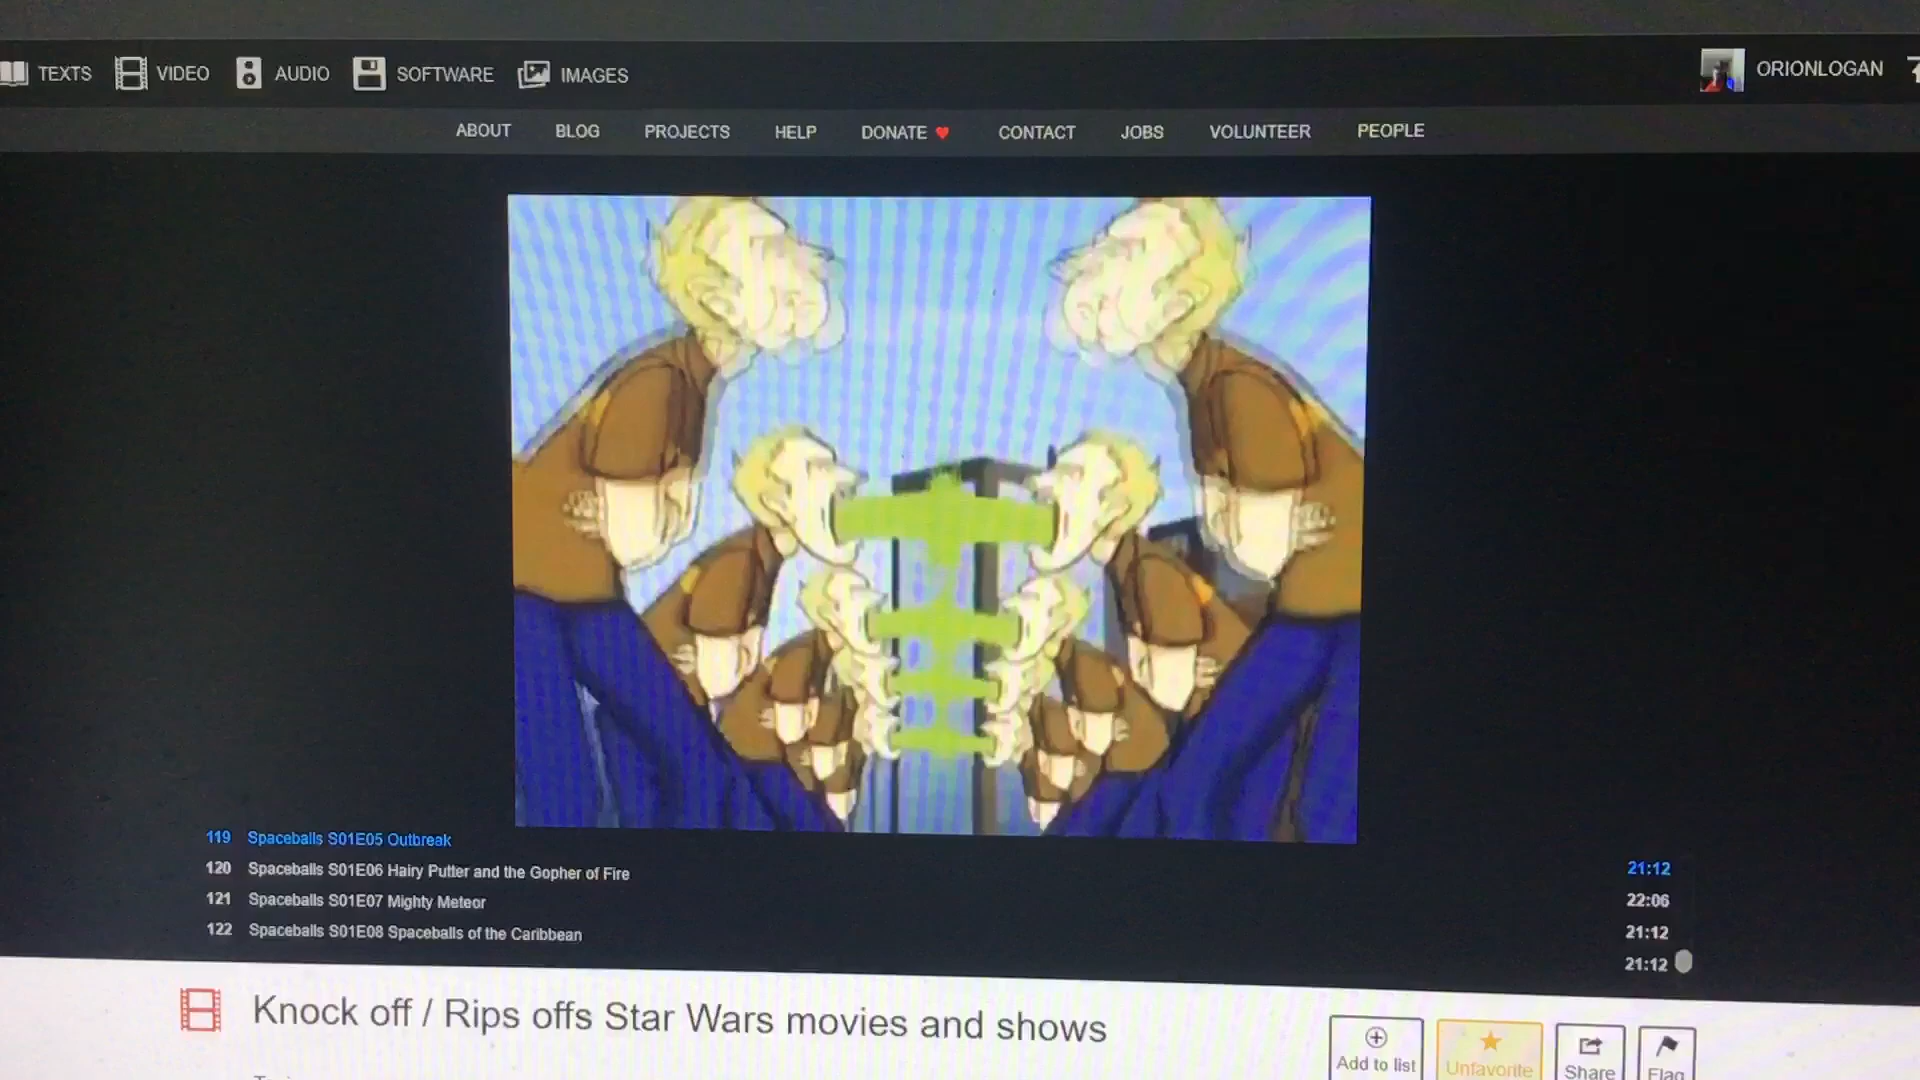 TEXTS VIDEO AUDIO SOFTWARE IMAGES ORIONLOGAN
ABOUT BLOG PROJECTS HELP DONATE CONTACT JOBS VOLUNTEER PEOPLE
119 Spaceballs S01E05 Outbreak
21:12
120 Spaceballs S01E06 Hairy Putter and the Gopher of Fire
22:06
121 Spaceballs S01E07 Mighty Meteor
21:12
122 Spaceballs S01E08 Spaceballs of the Caribbean
21:12
Knock off / Rips offs Star Wars movies and shows
Add to list Unfavorite Share Flag